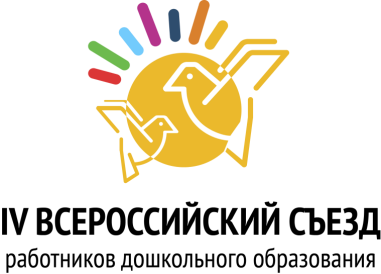 IV ВСЕРОССИЙСКИЙ СЪЕЗД
работников дошкольного образования